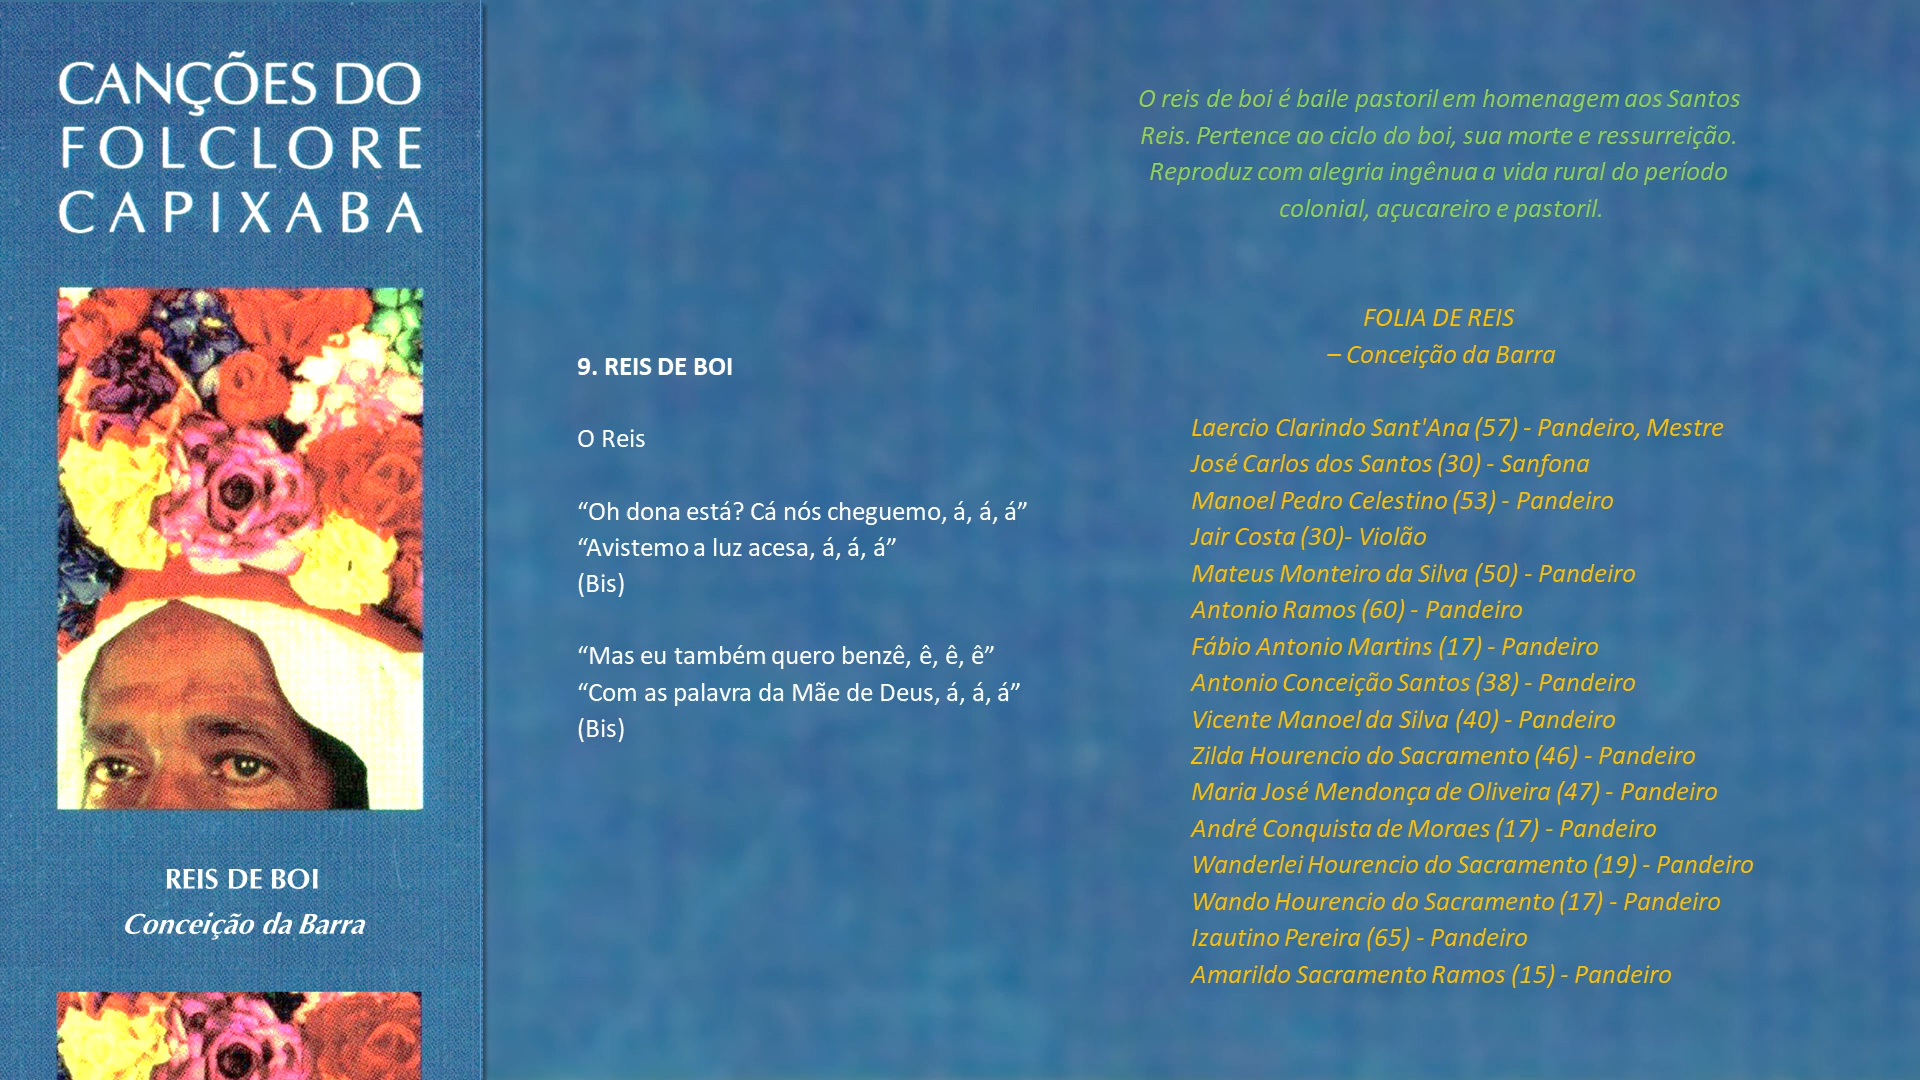 CANÇÕES DO
FOLCLORE
CAPIXABA
REIS DE BOI
Conceição da Barra
9. REIS DE BOI
O Reis
“Oh dona está? Cá nós cheguemo, á, á, á”
“Avistemo a luz acesa, á, á, á”
(Bis)
“Mas eu também quero benzê, ê, ê, ê”
“Com as palavra da Mãe de Deus, á, á, á”
(Bis)
O reis de boi é baile pastoril em homenagem aos Santos
Reis. Pertence ao ciclo do boi, sua morte e ressurreição.
Reproduz com alegria ingênua a vida rural do período
colonial, açucareiro e pastoril.
FOLIA DE REIS
– Conceição da Barra
Laercio Clarindo Sant'Ana (57) - Pandeiro, Mestre
José Carlos dos Santos (30) - Sanfona
Manoel Pedro Celestino (53) - Pandeiro
Jair Costa (30)- Violão
Mateus Monteiro da Silva (50) - Pandeiro
Antonio Ramos (60) - Pandeiro
Fábio Antonio Martins (17) - Pandeiro
Antonio Conceição Santos (38) - Pandeiro
Vicente Manoel da Silva (40) - Pandeiro
Zilda Hourencio do Sacramento (46) - Pandeiro
Maria José Mendonça de Oliveira (47) - Pandeiro
André Conquista de Moraes (17) - Pandeiro
Wanderlei Hourencio do Sacramento (19) - Pandeiro
Wando Hourencio do Sacramento (17) - Pandeiro
Izautino Pereira (65) - Pandeiro
Amarildo Sacramento Ramos (15) - Pandeiro